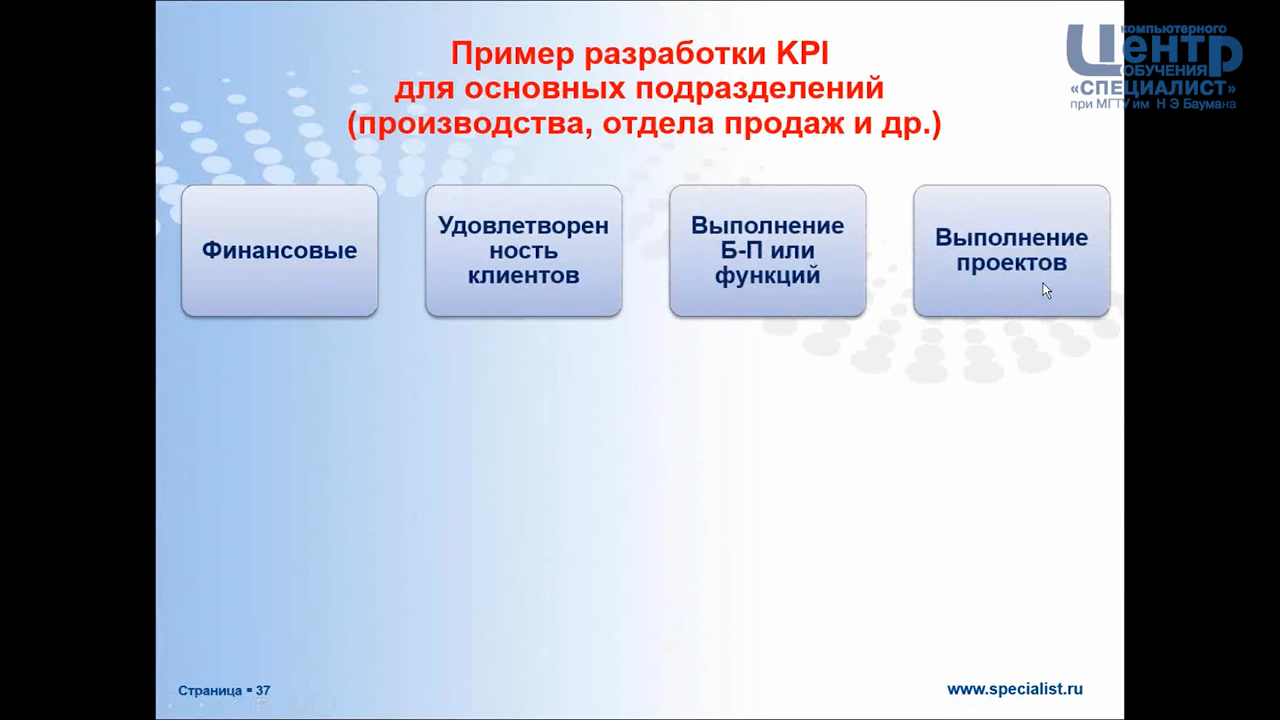 Пример разработки KPI
для основных подразделений
(производства, отдела продаж и др.)
компьютерного
Центр
ОБУЧЕНИЯ
«СПЕЦИАЛИСТ»
при МГТУ им Н Э Баумана
Финансовые
Удовлетворен
ность
клиентов
Выполнение
Б-П или
функций
Выполнение
проектов
Страница ▪ 37
www.specialist.ru